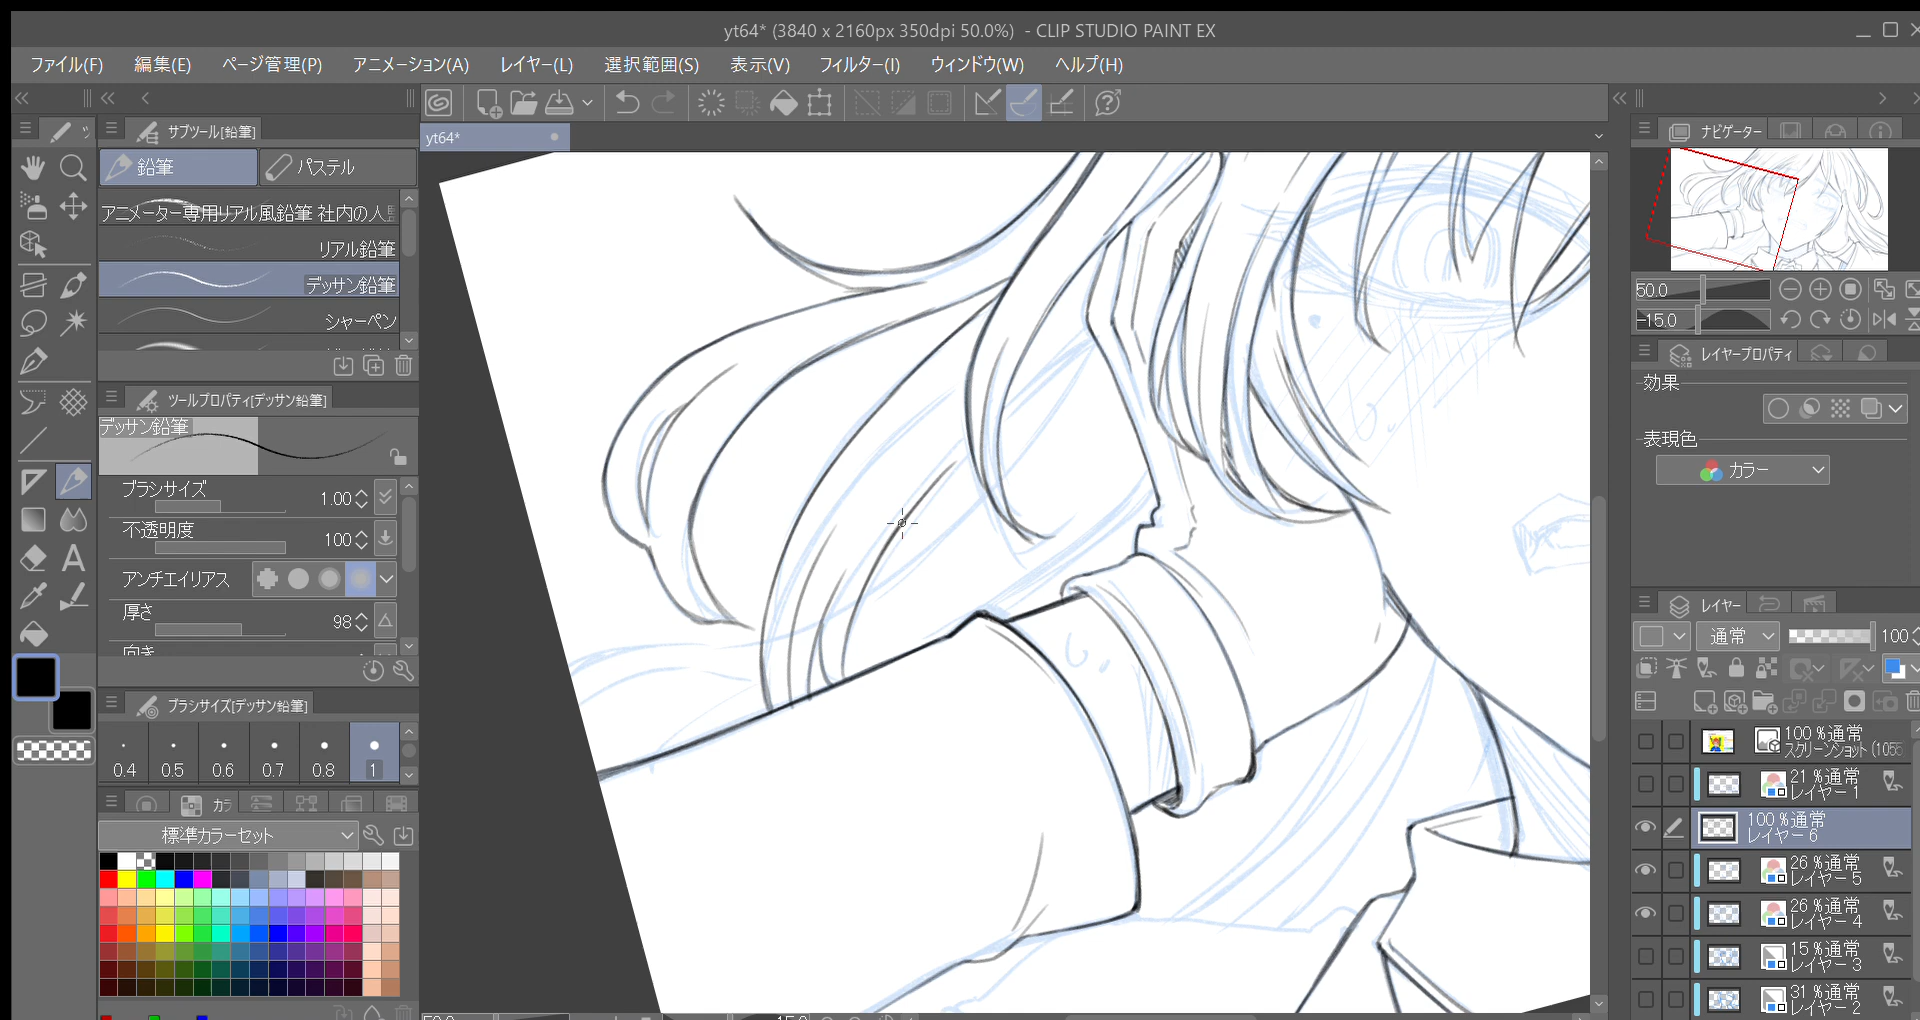 yt64* (3840 x 2160px 350dpi 50.0%) - CLIP STUDIO PAINT EX
ファイル(F) 編集(E) ページ管理(P) アニメーション(A) レイヤー(L) 選択範囲(S) 表示(V) フィルター(I) ウィンドウ(W) ヘルプ(H)
yt64*
サブツール[鉛筆]
鉛筆
パステル
アニメーター専用リアル風鉛筆 社内の人
リアル鉛筆
デッサン鉛筆
シャーペン
ツールプロパティ[デッサン鉛筆]
デッサン鉛筆
ブラシサイズ 1.00
不透明度 100
アンチエイリアス
厚さ 98
向き
ブラシサイズ[デッサン鉛筆]
0.4 0.5 0.6 0.7 0.8 1
カラ
標準カラーセット
ナビゲーター
50.0
-15.0
レイヤープロパティ
効果
表現色
カラー
レイヤー
通常 100
100 %通常
スクリーンショット (1055
21 %通常
レイヤー 1
100 %通常
レイヤー 6
26 %通常
レイヤー 5
26 %通常
レイヤー 4
15 %通常
レイヤー 3
31 %通常
レイヤー 2
50.0
-15.0